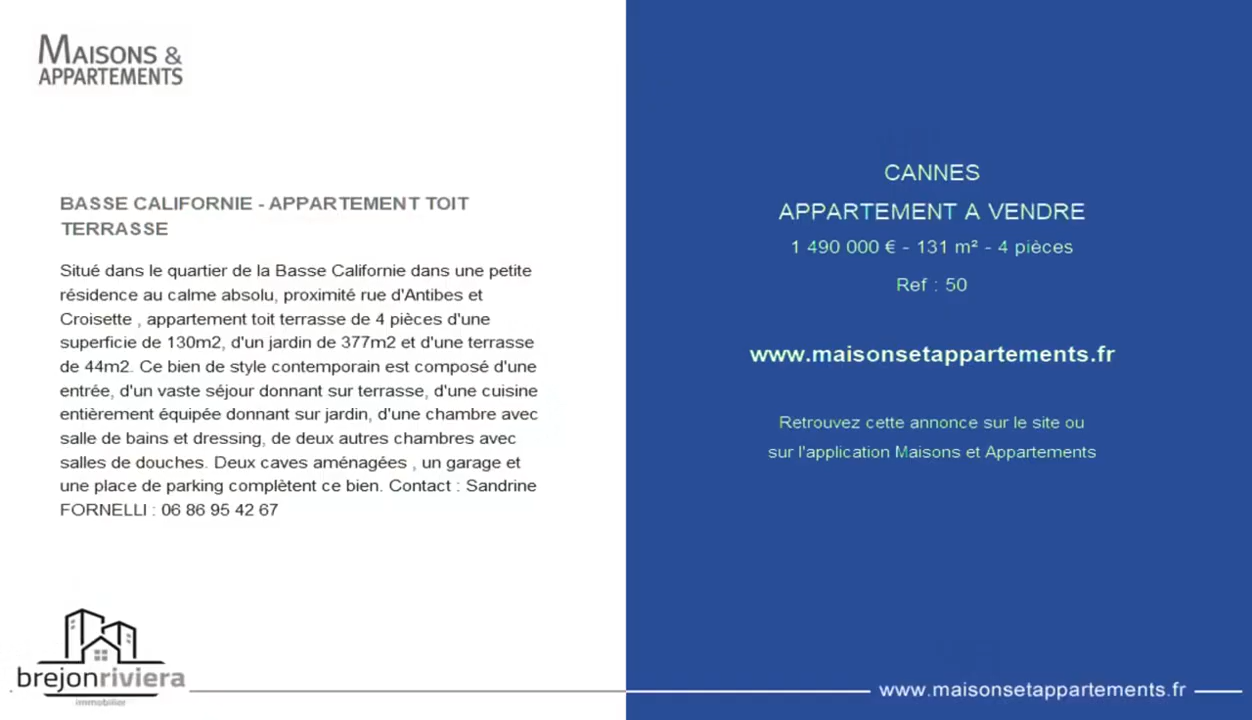 MAISONS &
APPARTEMENTS
BASSE CALIFORNIE - APPARTEMENT TOIT
TERRASSE
Situé dans le quartier de la Basse Californie dans une petite
résidence au calme absolu, proximité rue d'Antibes et
Croisette , appartement toit terrasse de 4 pièces d'une
superficie de 130m2, d'un jardin de 377m2 et d'une terrasse
de 44m2. Ce bien de style contemporain est composé d'une
entrée, d'un vaste séjour donnant sur terrasse, d'une cuisine
entièrement équipée donnant sur jardin, d'une chambre avec
salle de bains et dressing, de deux autres chambres avec
salles de douches. Deux caves aménagées , un garage et
une place de parking complètent ce bien. Contact : Sandrine
FORNELLI : 06 86 95 42 67
brejonriviera
immobilier
CANNES
APPARTEMENT A VENDRE
1 490 000 € - 131 m² - 4 pièces
Ref : 50
www.maisonsetappartements.fr
Retrouvez cette annonce sur le site ou
sur l'application Maisons et Appartements
www.maisonsetappartements.fr